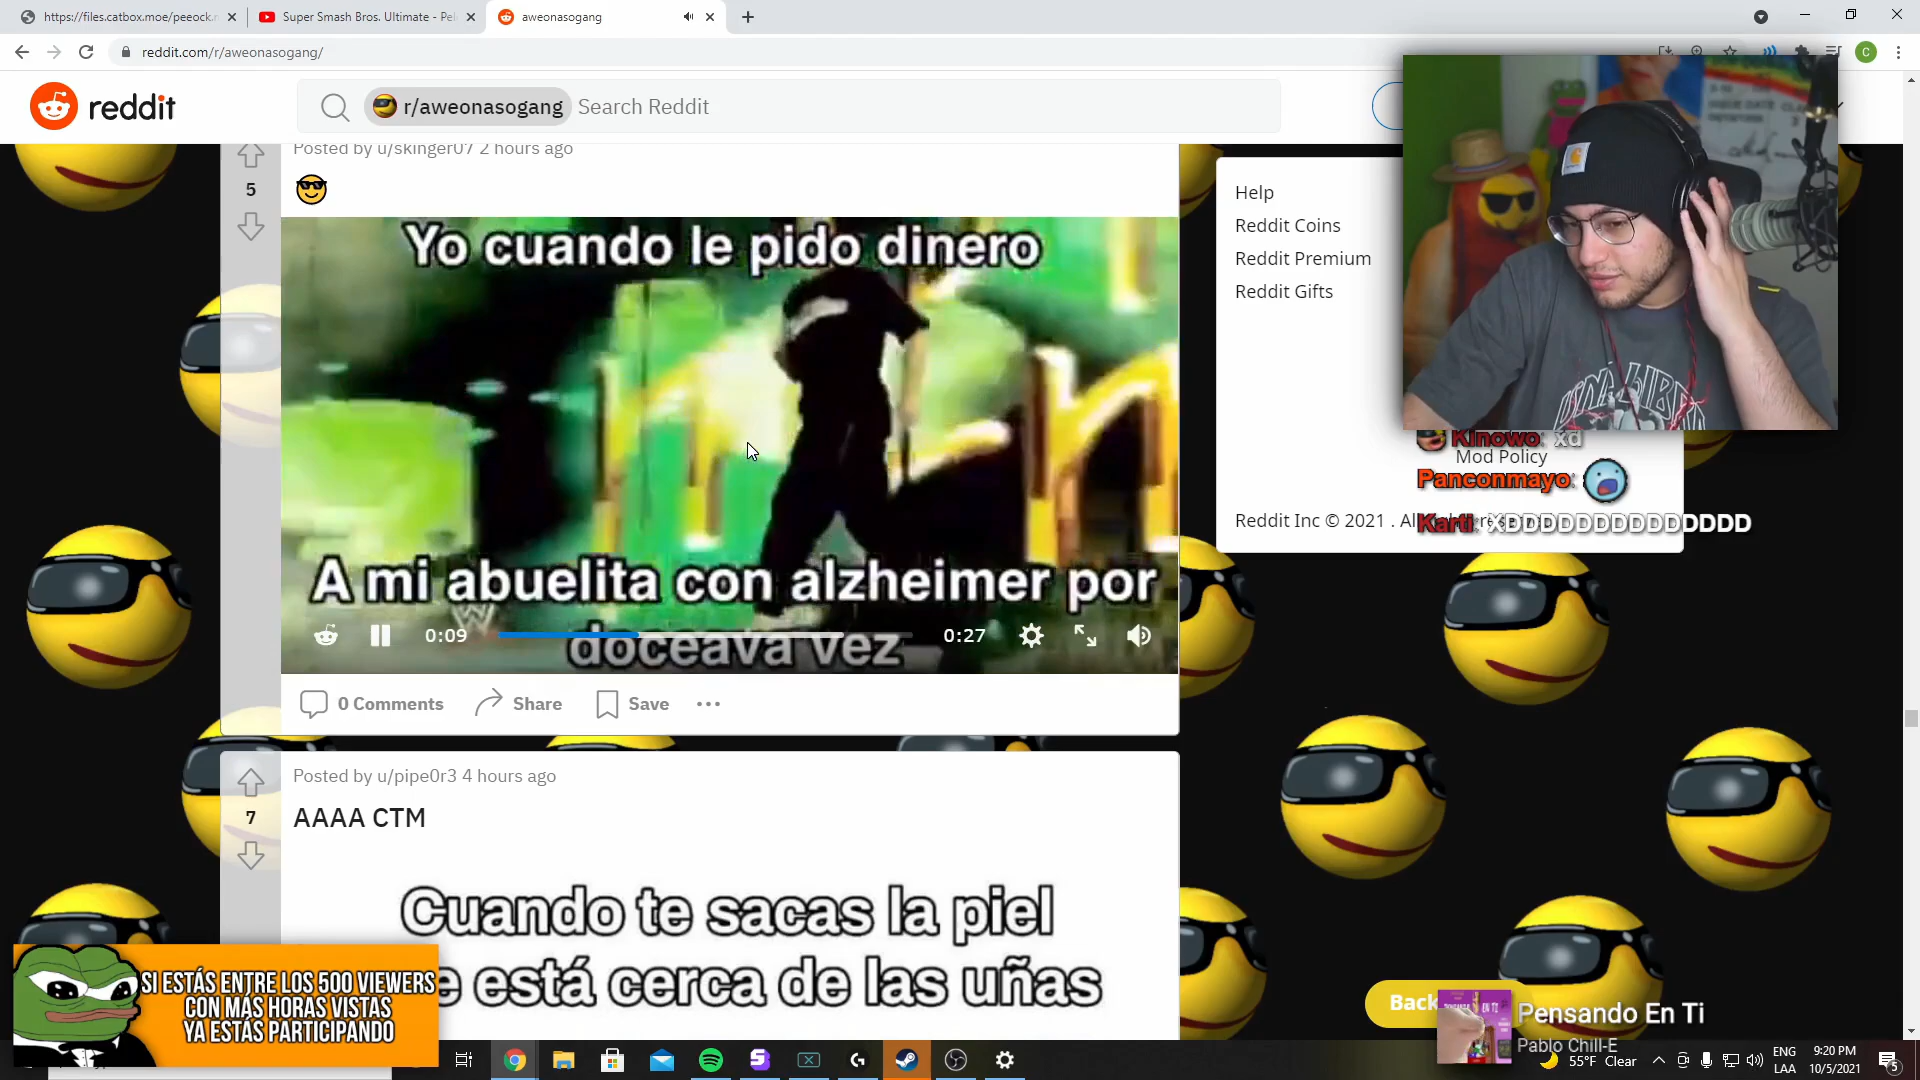 https://files.catbox.moe/peeock.
Super Smash Bros. Ultimate - Pel
aweonasogang
reddit.com/r/aweonasogang/
C
reddit
r/aweonasogang
Search Reddit
Posted by u/skinger07 2 hours ago
5
😎
Yo cuando le pido dinero
A mi abuelita con alzheimer por
doceava vez
0:09
0:27
0 Comments
Share
Save
Posted by u/pipe0r3 4 hours ago
7
AAAA CTM
Cuando te sacas la piel
e está cerca de las uñas
Help
Reddit Coins
Reddit Premium
Reddit Gifts
Kinowo: xd
Mod Policy
Panconmayo:
Reddit Inc © 2021 .
Karti: XDDDDDDDDDDDDDD
SI ESTÁS ENTRE LOS 500 VIEWERS
CON MÁS HORAS VISTAS
YA ESTÁS PARTICIPANDO
Back
Pensando En Ti
Pablo Chill-E
55°F Clear
ENG
LAA
9:20 PM
10/5/2021
5